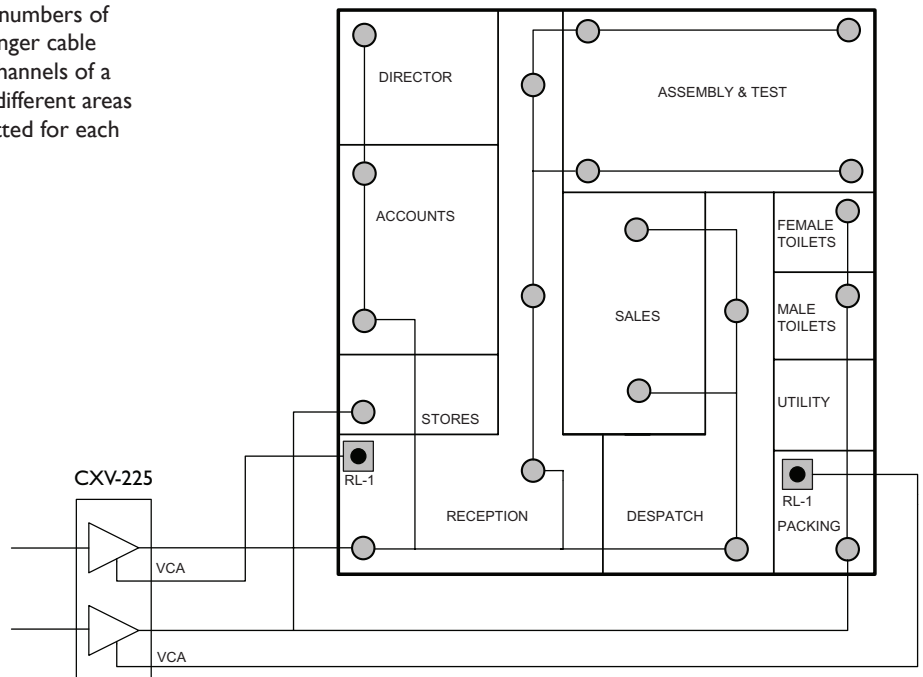 numbers of
nger cable
hannels of a
different areas
tted for each
DIRECTOR
ASSEMBLY & TEST
ACCOUNTS
FEMALE
TOILETS
SALES
MALE
TOILETS
STORES
UTILITY
CXV-225
RL-1
RL-1
RECEPTION
DESPATCH
PACKING
VCA
VCA